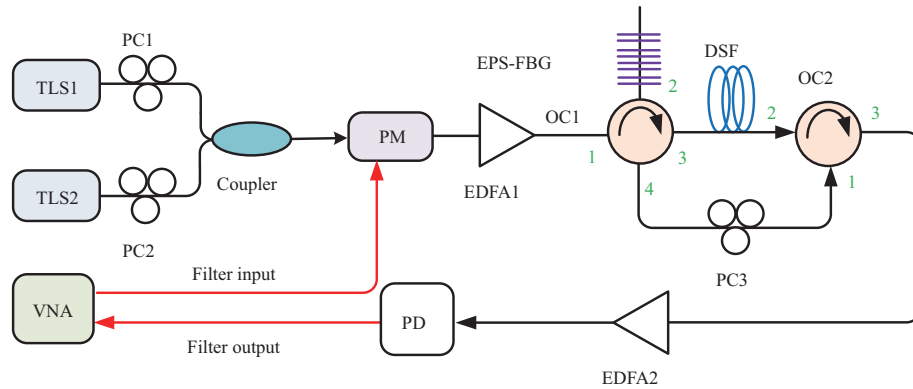 PC1
TLS1
TLS2
PC2
Coupler
PM
EPS-FBG
EDFA1
OC1
1
2
3
4
DSF
OC2
2
3
1
PC3
Filter input
VNA
Filter output
PD
EDFA2